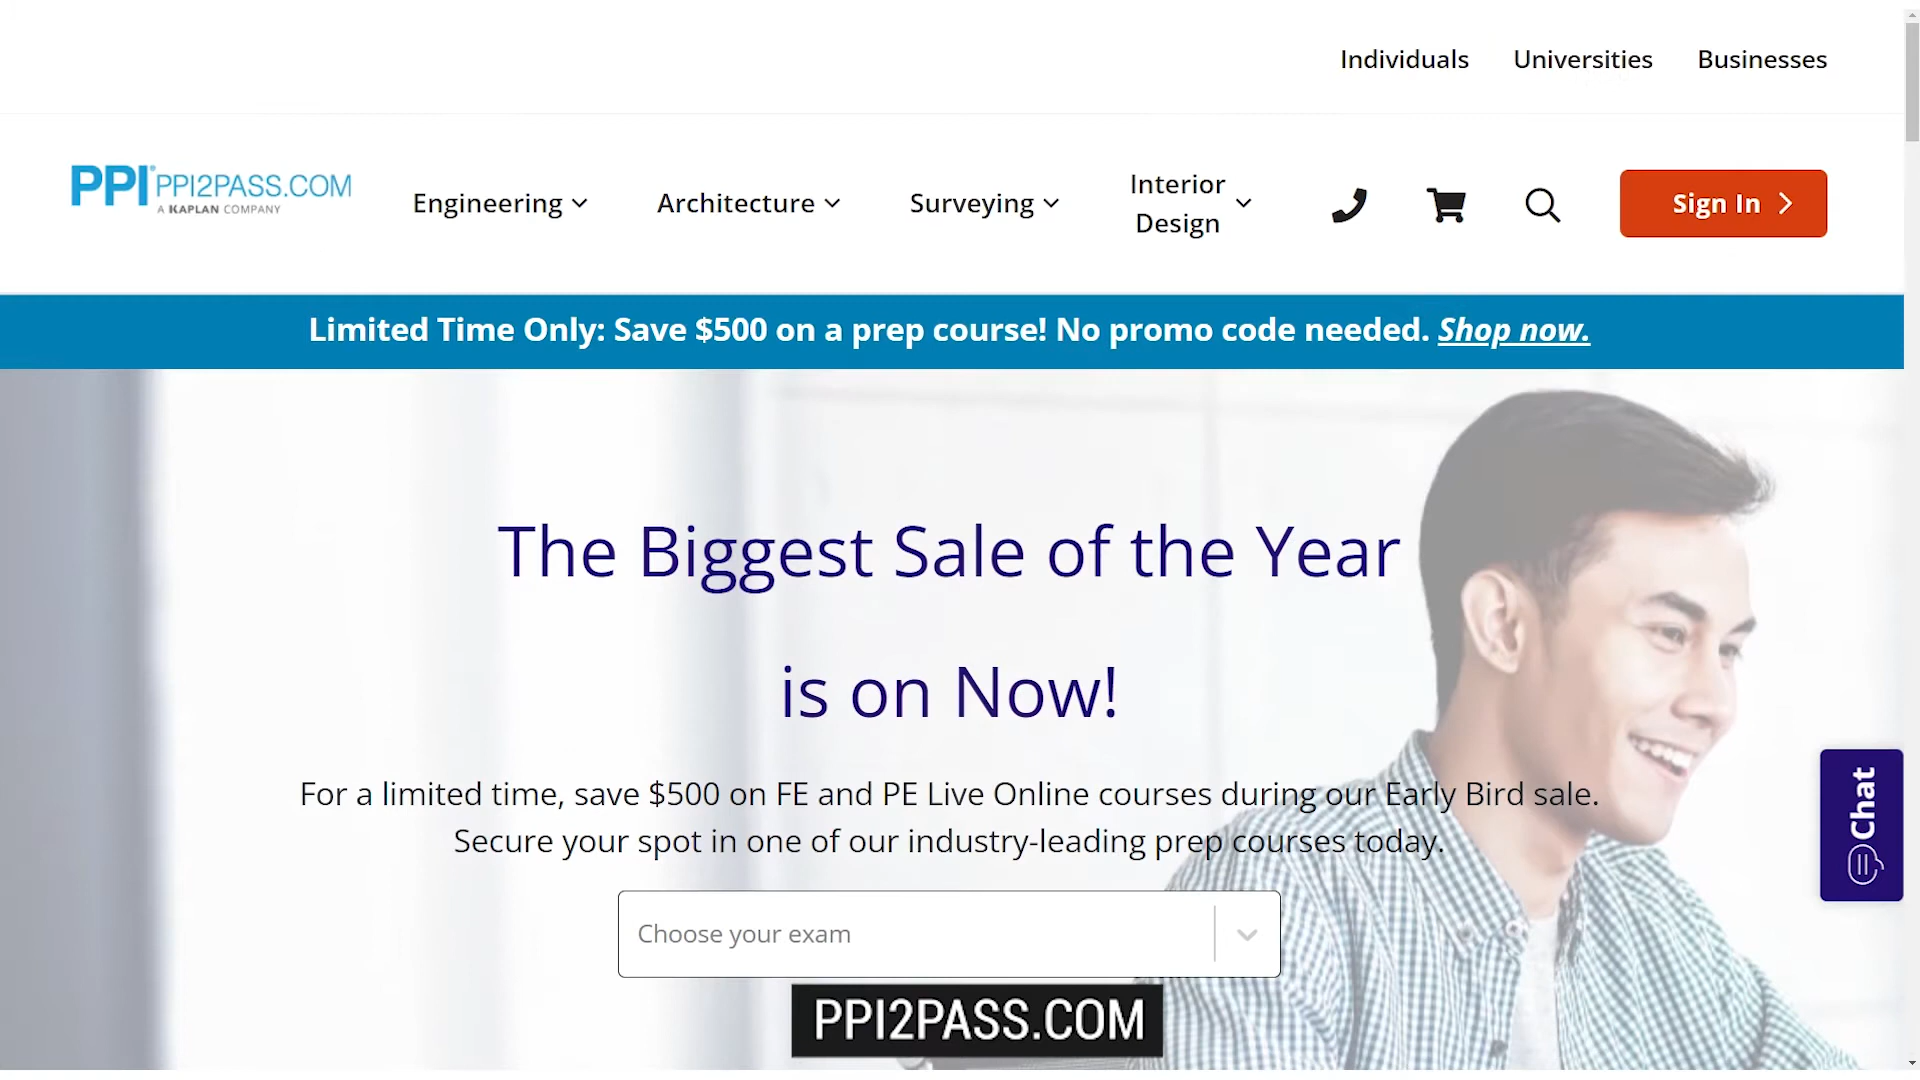 Individuals Universities Businesses
PPI® PPI2PASS.COM
A KAPLAN COMPANY
Engineering
Architecture
Surveying
Interior
Design
Sign In
Limited Time Only: Save $500 on a prep course! No promo code needed. Shop now.
The Biggest Sale of the Year
is on Now!
For a limited time, save $500 on FE and PE Live Online courses during our Early Bird sale.
Secure your spot in one of our industry-leading prep courses today.
Choose your exam
Chat
PPI2PASS.COM